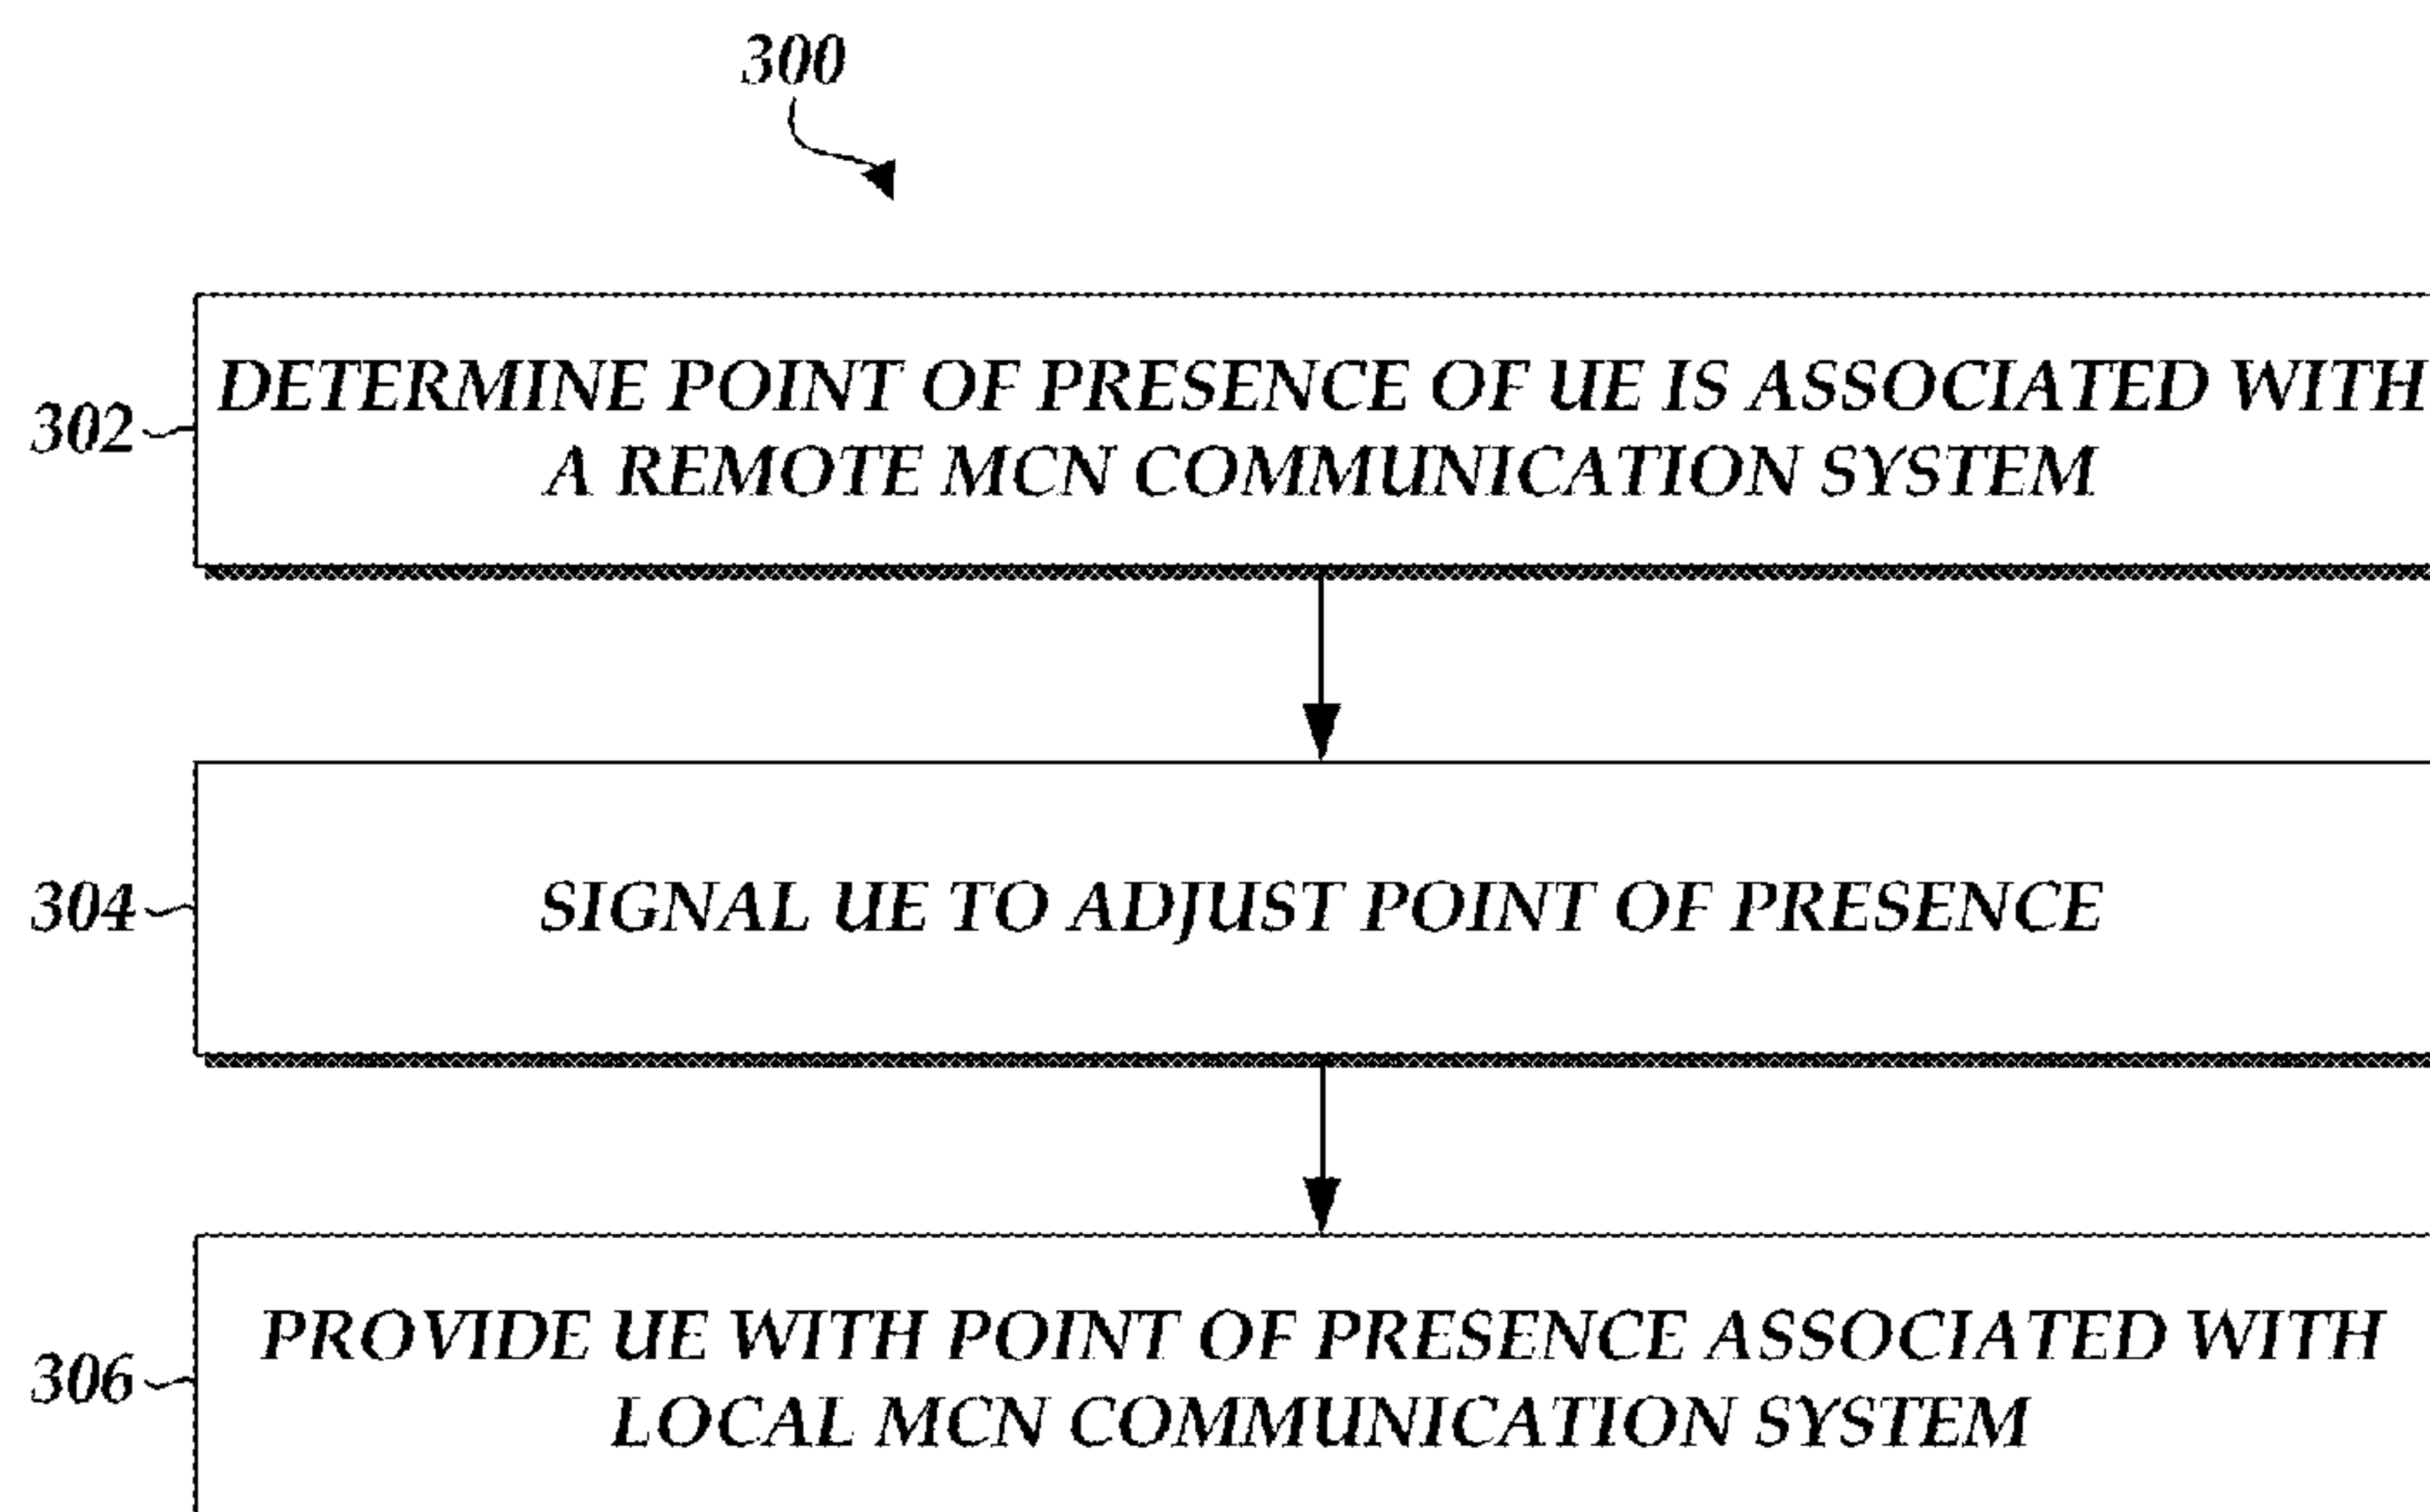 300
302
DETERMINE POINT OF PRESENCE OF UE IS ASSOCIATED WITH
A REMOTE MCN COMMUNICATION SYSTEM
304
SIGNAL UE TO ADJUST POINT OF PRESENCE
306
PROVIDE UE WITH POINT OF PRESENCE ASSOCIATED WITH
LOCAL MCN COMMUNICATION SYSTEM